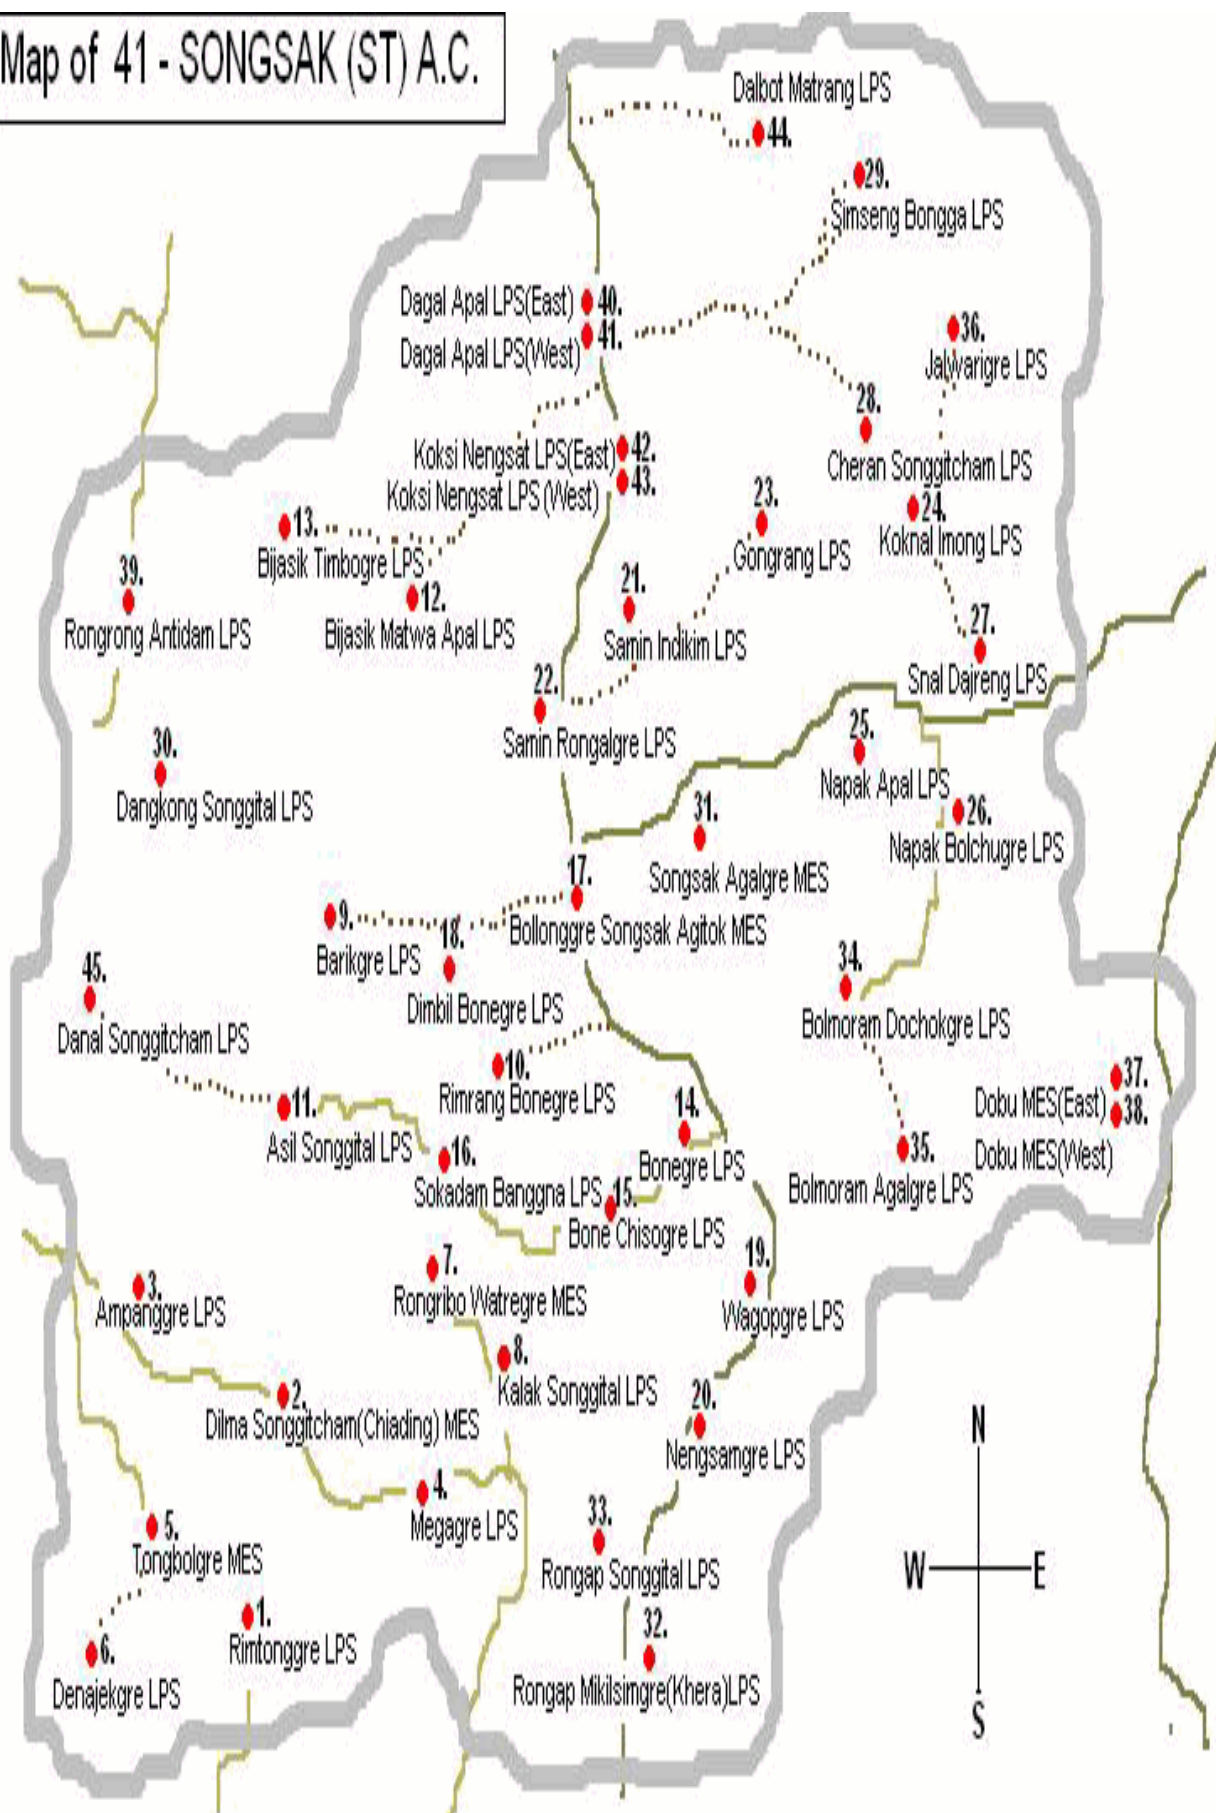 Map of 41 - SONGSAK (ST) A.C.
Dalbot Matrang LPS
44.
29.
Simseng Bongga LPS
Dagal Apal LPS(East) 40.
Dagal Apal LPS(West) 41.
36.
Jalwarigre LPS
28.
Cheran Songgitcham LPS
Koksi Nengsat LPS(East) 42.
Koksi Nengsat LPS (West) 43.
23.
Gongrang LPS
24.
Koknal Imong LPS
13.
Bijasik Timbogre LPS
39.
Rongrong Antidam LPS
12.
Bijasik Matwa Apal LPS
21.
Samin Indikim LPS
27.
Snal Dajreng LPS
22.
Samin Rongalgre LPS
30.
Dangkong Songgital LPS
25.
Napak Apal LPS
26.
Napak Bolchugre LPS
31.
Songsak Agalgre MES
17.
Bollonggre Songsak Agitok MES
9.
Barikgre LPS
18.
Dimbil Bonegre LPS
45.
Danal Songgitcham LPS
34.
Bolmoram Dochokgre LPS
10.
Rimrang Bonegre LPS
37.
Dobu MES(East)
38.
Dobu MES(West)
11.
Asil Songgital LPS
14.
Bonegre LPS
35.
Bolmoram Agalgre LPS
16.
Sokadam Banggna LPS
15.
Bone Chisogre LPS
7.
Rongribo Watregre MES
19.
Wagopgre LPS
3.
Ampanggre LPS
8.
Kalak Songgital LPS
2.
Dilma Songgitcham(Chiading) MES
20.
Nengsamgre LPS
4.
Megagre LPS
5.
Tongbolgre MES
33.
Rongap Songgital LPS
1.
Rimtonggre LPS
6.
Denajekgre LPS
32.
Rongap Mikilsimgre(Khera)LPS
N
W E
S